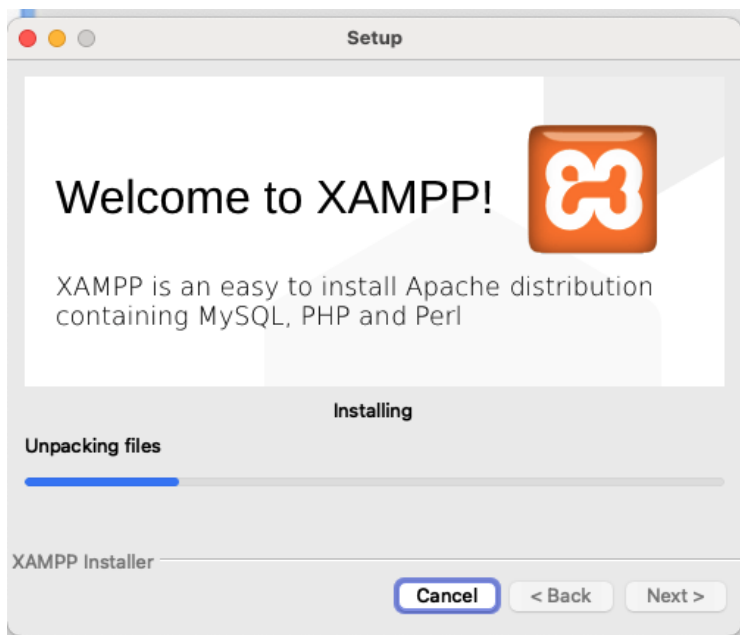 Setup
Welcome to XAMPP!
XAMPP is an easy to install Apache distribution
containing MySQL, PHP and Perl
Installing
Unpacking files
XAMPP Installer
Cancel
< Back
Next >